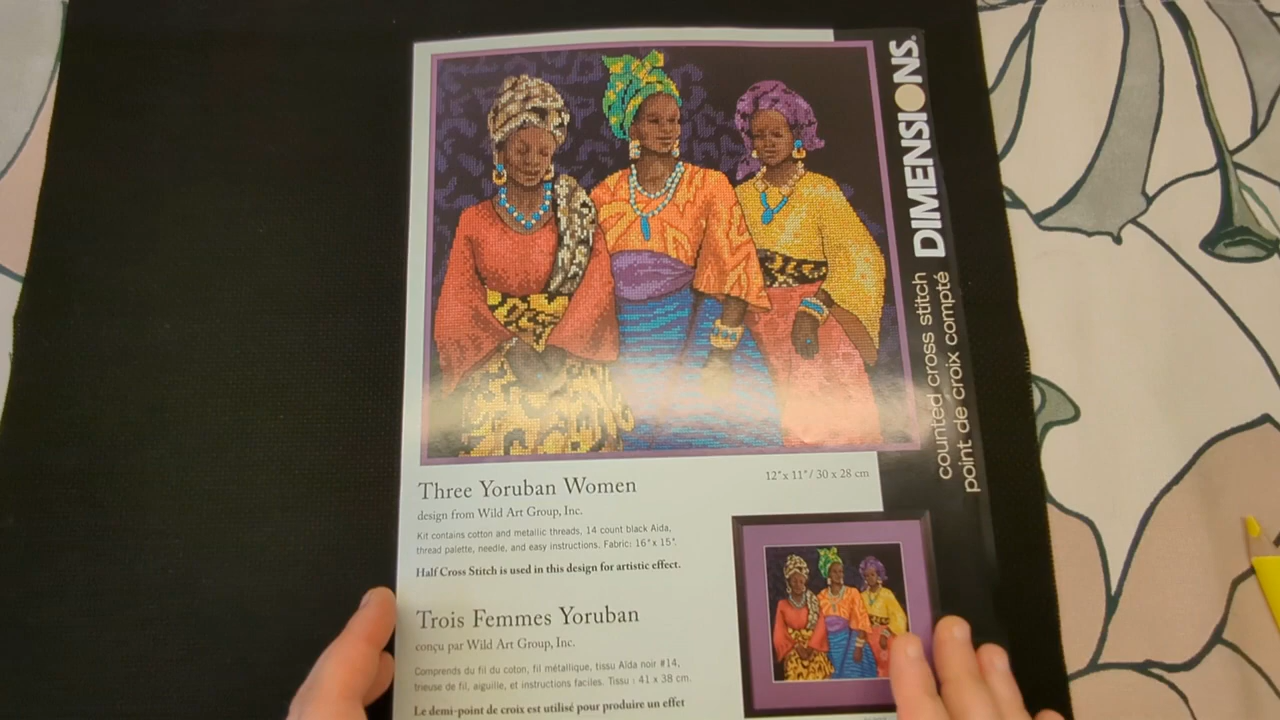 DIMENSIONS®
counted cross stitch
point de croix compté
12"x 11"/ 30 x 28 cm
Three Yoruban Women
design from Wild Art Group, Inc.
Kit contains cotton and metallic threads, 14 count black Aida,
thread palette, needle, and easy instructions. Fabric: 16"x 15".
Half Cross Stitch is used in this design for artistic effect.
Trois Femmes Yoruban
conçu par Wild Art Group, Inc.
Comprends du fil du coton, fil métallique, tissu Aïda noir #14,
trieuse de fil, aiguille, et instructions faciles. Tissu : 41 x 38 cm.
Le demi-point de croix est utilisé pour produire un effet